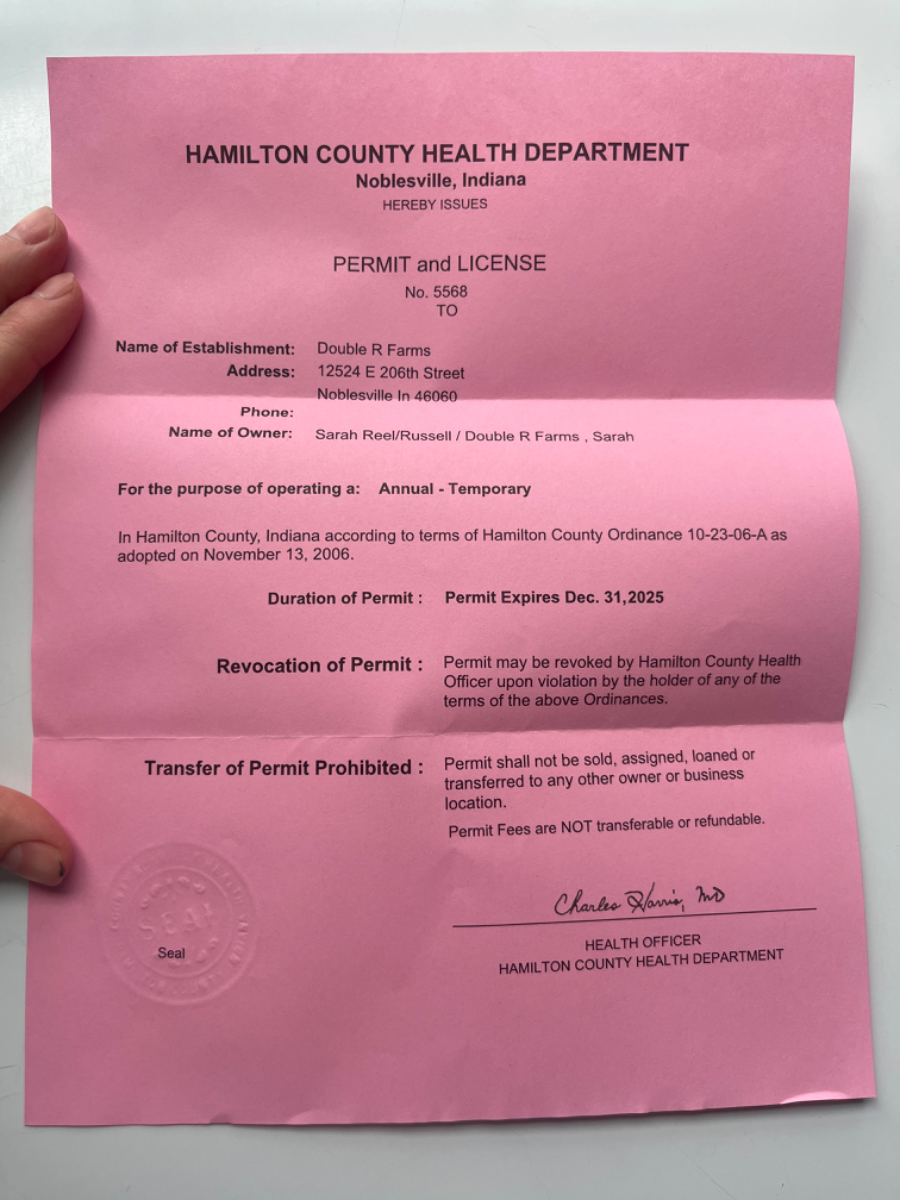 HAMILTON COUNTY HEALTH DEPARTMENT
Noblesville, Indiana
HEREBY ISSUES
PERMIT and LICENSE
No. 5568
TO
Name of Establishment: Double R Farms
Address: 12524 E 206th Street
Noblesville In 46060
Phone:
Name of Owner: Sarah Reel/Russell / Double R Farms , Sarah
For the purpose of operating a: Annual - Temporary
In Hamilton County, Indiana according to terms of Hamilton County Ordinance 10-23-06-A as
adopted on November 13, 2006.
Duration of Permit : Permit Expires Dec. 31,2025
Revocation of Permit : Permit may be revoked by Hamilton County Health
Officer upon violation by the holder of any of the
terms of the above Ordinances.
Transfer of Permit Prohibited : Permit shall not be sold, assigned, loaned or
transferred to any other owner or business
location.
Permit Fees are NOT transferable or refundable.
Charles Harris, MD
HEALTH OFFICER
HAMILTON COUNTY HEALTH DEPARTMENT
SEAL
Seal